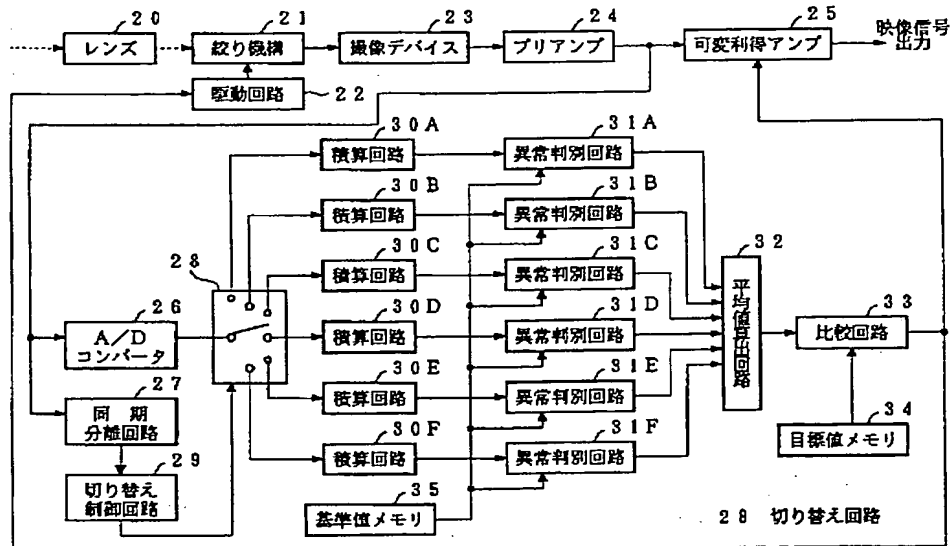 20
21
23
24
25
レンズ
絞り機構
撮像デバイス
プリアンプ
可変利得アンプ
映像信号
出力
駆動回路
22
30A
31A
積算回路
異常判別回路
30B
31B
積算回路
異常判別回路
30C
31C
積算回路
異常判別回路
28
32
26
30D
31D
33
A/D
コンバータ
積算回路
異常判別回路
平均値算出回路
比較回路
27
30E
31E
同期
分離回路
積算回路
異常判別回路
34
29
30F
31F
目標値メモリ
切り替え
制御回路
積算回路
異常判別回路
35
基準値メモリ
28 切り替え回路